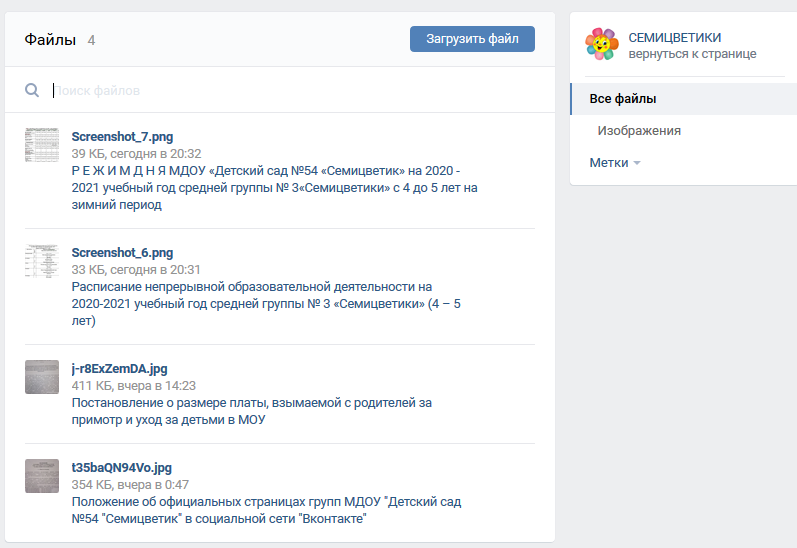 Файлы 4
Загрузить файл
Поиск файлов
Screenshot_7.png
39 КБ, сегодня в 20:32
Р Е Ж И М Д Н Я МДОУ «Детский сад №54 «Семицветик» на 2020 -
2021 учебный год средней группы № 3«Семицветики» с 4 до 5 лет на
зимний период
Screenshot_6.png
33 КБ, сегодня в 20:31
Расписание непрерывной образовательной деятельности на
2020-2021 учебный год средней группы № 3 «Семицветики» (4 – 5
лет)
j-r8ExZemDA.jpg
411 КБ, вчера в 14:23
Постановление о размере платы, взымаемой с родителей за
примотр и уход за детьми в МОУ
t35baQN94Vo.jpg
354 КБ, вчера в 0:47
Положение об официальных страницах групп МДОУ "Детский сад
№54 "Семицветик" в социальной сети "Вконтакте"
СЕМИЦВЕТИКИ
вернуться к странице
Все файлы
Изображения
Метки